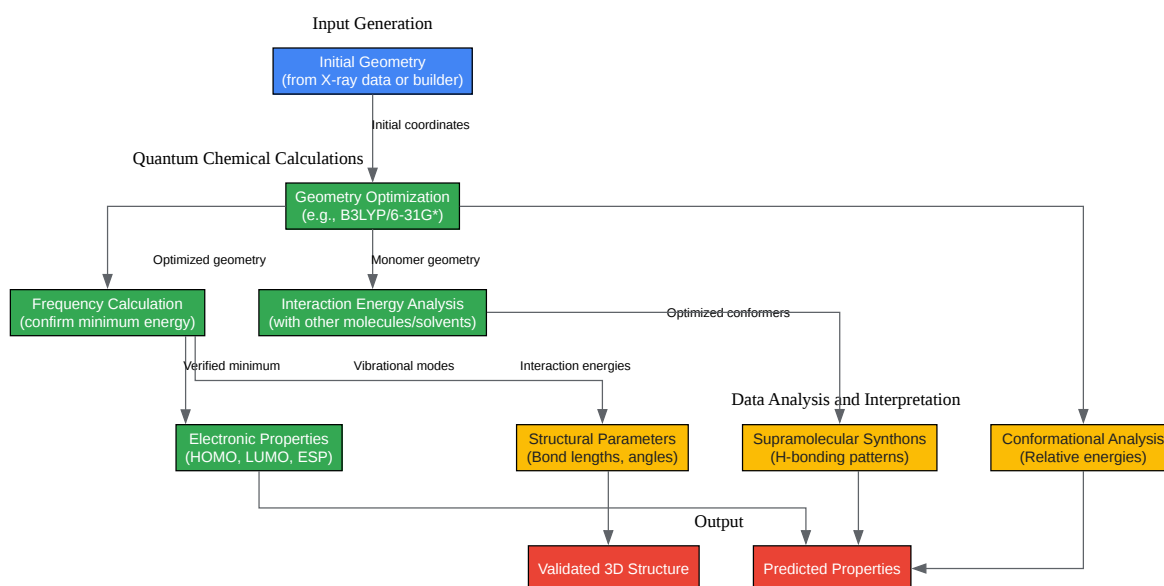 Input Generation
Initial Geometry
(from X-ray data or builder)
Initial coordinates
Quantum Chemical Calculations
Geometry Optimization
(e.g., B3LYP/6-31G*)
Optimized geometry
Monomer geometry
Frequency Calculation
(confirm minimum energy)
Interaction Energy Analysis
(with other molecules/solvents)
Optimized conformers
Verified minimum
Vibrational modes
Interaction energies
Data Analysis and Interpretation
Electronic Properties
(HOMO, LUMO, ESP)
Structural Parameters
(Bond lengths, angles)
Supramolecular Synthons
(H-bonding patterns)
Conformational Analysis
(Relative energies)
Output
Validated 3D Structure
Predicted Properties